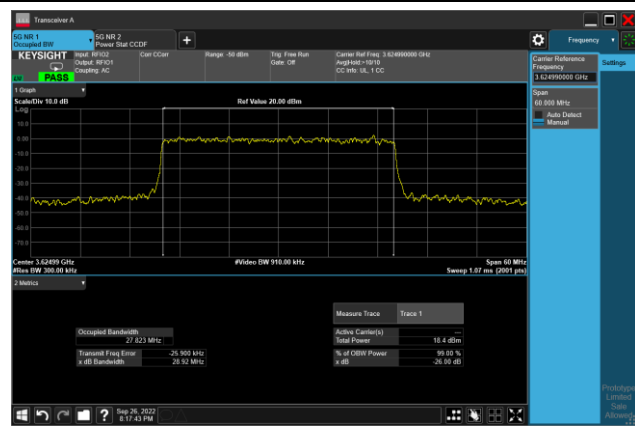 Transceiver A
5G NR 1
Occupied BW
5G NR 2
Power Stat CCDF
Frequency
KEYSIGHT
Input: RFIO2
Output: RFIO1
Coupling: AC
Corr CCorr
Range: -50 dBm
Trig: Free Run
Gate: Off
Carrier Ref Freq: 3.624990000 GHz
Avg|Hold:>10/10
CC Info: UL, 1 CC
PASS
Carrier Reference
Frequency
3.624990000 GHz
Settings
Span
60.000 MHz
Auto Detect
Manual
1 Graph
Scale/Div 10.0 dB
Ref Value 20.00 dBm
Log
10.0
0.00
-10.0
-20.0
-30.0
-60.0
-70.0
Center 3.62499 GHz
#Video BW 910.00 kHz
Span 60 MHz
#Res BW 300.00 kHz
Sweep 1.07 ms (2001 pts)
2 Metrics
Measure Trace
Trace 1
Occupied Bandwidth
27.823 MHz
Active Carrier(s)
---
Total Power
18.4 dBm
Transmit Freq Error
-25.900 kHz
% of OBW Power
99.00 %
x dB Bandwidth
28.92 MHz
x dB
-26.00 dB
Prototype
Limited
Sale
Allowed
Sep 26, 2022
8:17:43 PM